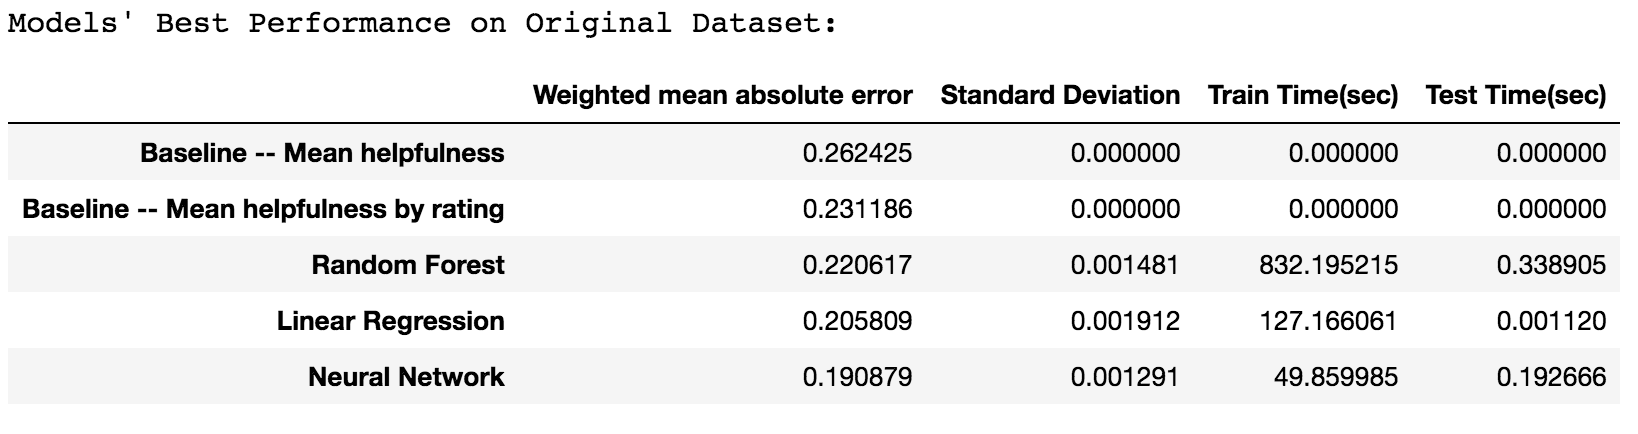 Models' Best Performance on Original Dataset:
Weighted mean absolute error Standard Deviation Train Time(sec) Test Time(sec)
Baseline -- Mean helpfulness 0.262425 0.000000 0.000000 0.000000
Baseline -- Mean helpfulness by rating 0.231186 0.000000 0.000000 0.000000
Random Forest 0.220617 0.001481 832.195215 0.338905
Linear Regression 0.205809 0.001912 127.166061 0.001120
Neural Network 0.190879 0.001291 49.859985 0.192666